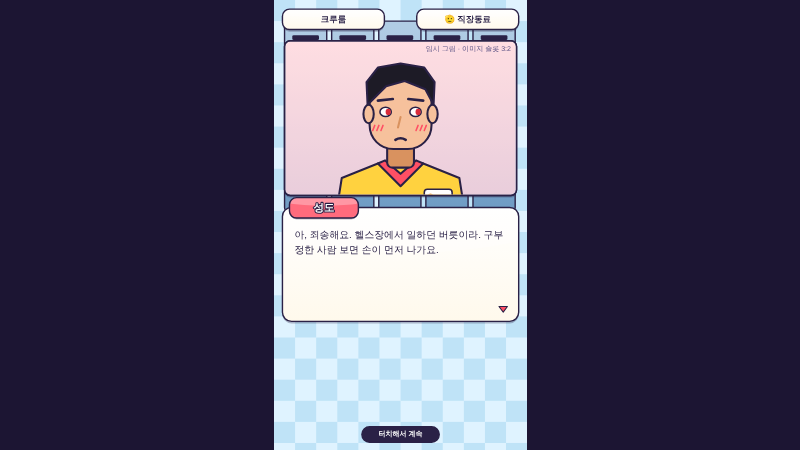 크루룸
🙂 직장동료
임시 그림 · 이미지 슬롯 3:2
성도
아, 죄송해요. 헬스장에서 일하던 버릇이라. 구부
정한 사람 보면 손이 먼저 나가요.
터치해서 계속